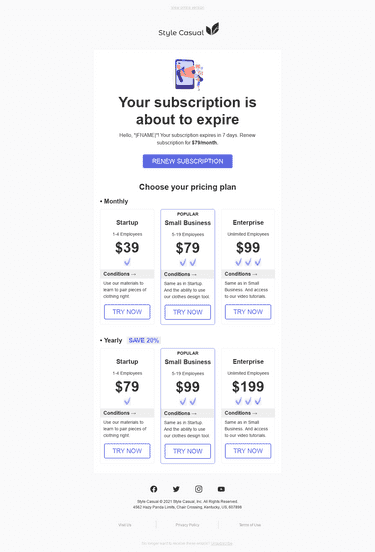 Style Casual
Your subscription is
about to expire
Hello, *|FNAME|*! Your subscription expires in 7 days. Renew
subscription for $79/month.
RENEW SUBSCRIPTION
Choose your pricing plan
• Monthly
POPULAR
Startup
Small Business
Enterprise
1-4 Employees
5-19 Employees
Unlimited Employees
$39
$79
$99
Conditions →
Conditions →
Conditions →
Use our materials to
learn to pair pieces of
clothing right.
Same as in Startup.
And the ability to use
our clothes design tool.
Same as in Small
Business. And access
to our video tutorials.
TRY NOW
TRY NOW
TRY NOW
• Yearly SAVE 20%
POPULAR
Startup
Small Business
Enterprise
1-4 Employees
5-19 Employees
Unlimited Employees
$79
$99
$199
Conditions →
Conditions →
Conditions →
Use our materials to
learn to pair pieces of
clothing right.
Same as in Startup.
And the ability to use
our clothes design tool.
Same as in Small
Business. And access
to our video tutorials.
TRY NOW
TRY NOW
TRY NOW
Style Casual © 2021 Style Casual, Inc. All Rights Reserved.
4567 Hazy Panda Limits, Chair Crossing, Kentucky, US, 607898
Visit Us
Privacy Policy
Terms of Use